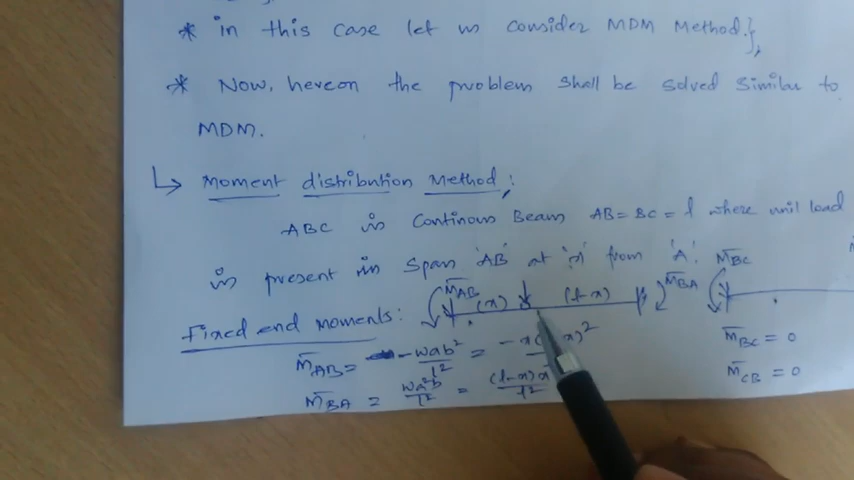 * in this case let us consider MDM Method.},
* Now, hereon the problem shall be solved similar to
MDM.
↳ Moment distribution Method:
ABC is Continous Beam AB = BC = l where unit load
is present in span 'AB' at 'x' from 'A'.
Fixed end moments: M̅AB (x) (l-x) M̅BA M̅BC
M̅AB = -wab²/l² = -x(
M̅BA = wa²b/l² = (l-x)x
M̅BC = 0
M̅CB = 0